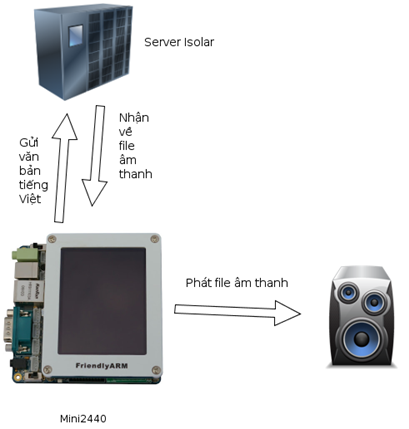 Server Isolar
Nhận
về
file
âm
thanh
Gửi
văn
bản
tiếng
Việt
Phát file âm thanh
FriendlyARM
Mini2440